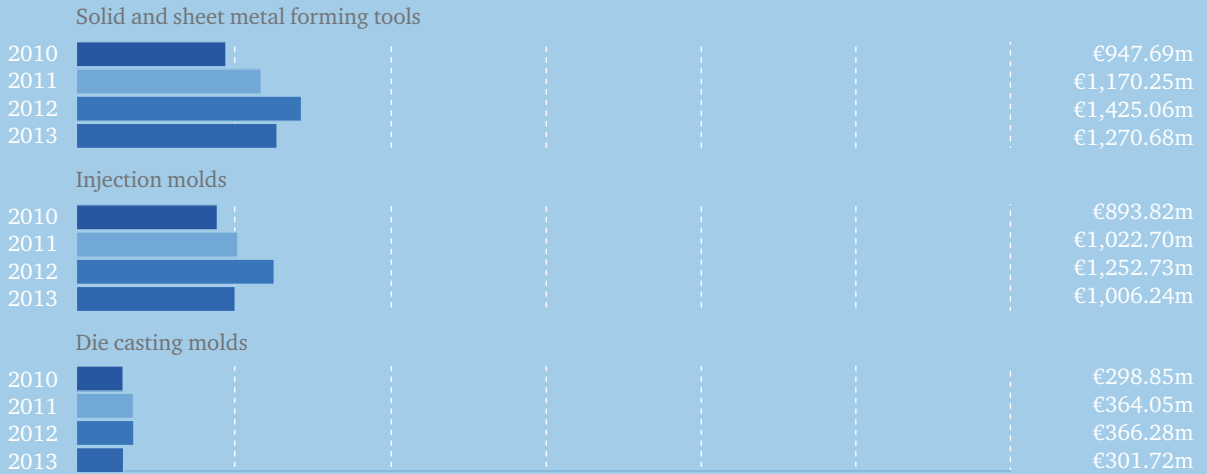 Solid and sheet metal forming tools
2010 €947.69m
2011 €1,170.25m
2012 €1,425.06m
2013 €1,270.68m
Injection molds
2010 €893.82m
2011 €1,022.70m
2012 €1,252.73m
2013 €1,006.24m
Die casting molds
2010 €298.85m
2011 €364.05m
2012 €366.28m
2013 €301.72m